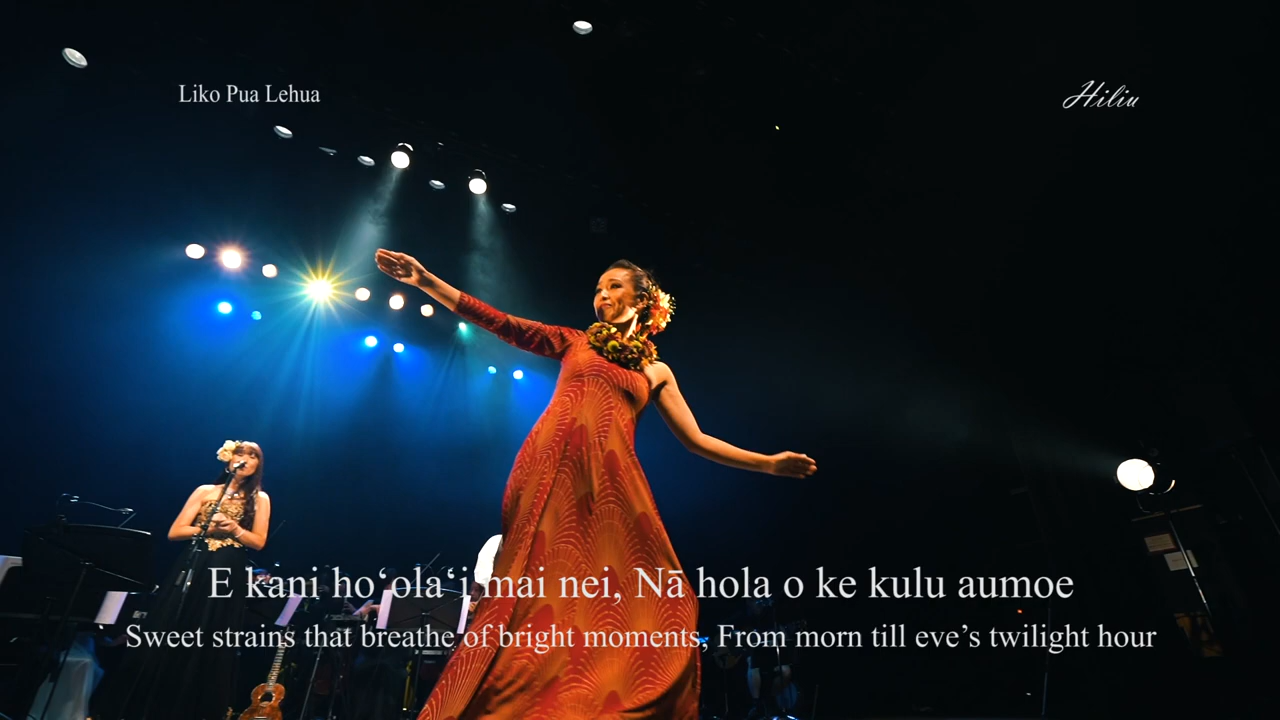 Liko Pua Lehua
Hiliu
E kani hoʻolaʻi mai nei, Nā hola o ke kulu aumoe
Sweet strains that breathe of bright moments, From morn till eve’s twilight hour